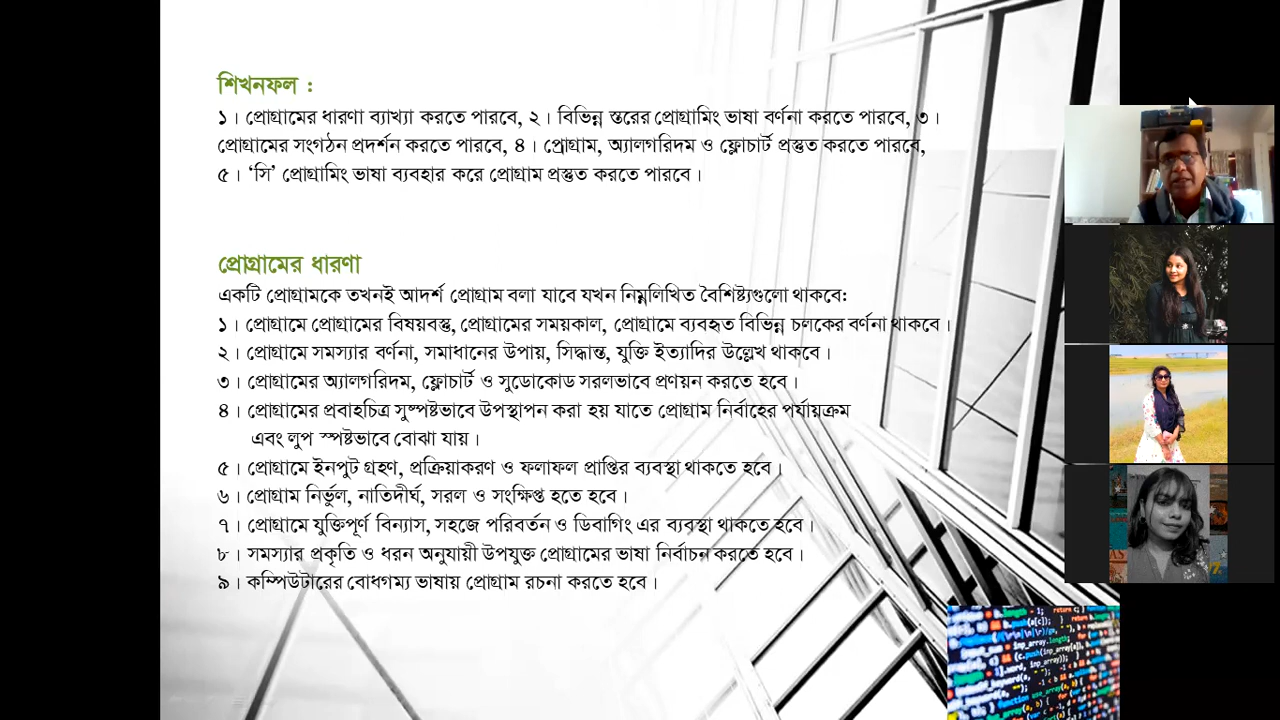 শিখনফল :
১। প্রোগ্রামের ধারণা ব্যাখ্যা করতে পারবে, ২। বিভিন্ন স্তরের প্রোগ্রামিং ভাষা বর্ণনা করতে পারবে, ৩।
প্রোগ্রামের সংগঠন প্রদর্শন করতে পারবে, ৪। প্রোগ্রাম, অ্যালগরিদম ও ফ্লোচার্ট প্রস্তুত করতে পারবে,
৫। ‘সি’ প্রোগ্রামিং ভাষা ব্যবহার করে প্রোগ্রাম প্রস্তুত করতে পারবে।
প্রোগ্রামের ধারণা
একটি প্রোগ্রামকে তখনই আদর্শ প্রোগ্রাম বলা যাবে যখন নিম্নলিখিত বৈশিষ্ট্যগুলো থাকবে:
১। প্রোগ্রামে প্রোগ্রামের বিষয়বস্তু, প্রোগ্রামের সময়কাল, প্রোগ্রামে ব্যবহৃত বিভিন্ন চলকের বর্ণনা থাকবে।
২। প্রোগ্রামে সমস্যার বর্ণনা, সমাধানের উপায়, সিদ্ধান্ত, যুক্তি ইত্যাদির উল্লেখ থাকবে।
৩। প্রোগ্রামের অ্যালগরিদম, ফ্লোচার্ট ও সুডোকোড সরলভাবে প্রণয়ন করতে হবে।
৪। প্রোগ্রামের প্রবাহচিত্র সুষ্পষ্টভাবে উপস্থাপন করা হয় যাতে প্রোগ্রাম নির্বাহের পর্যায়ক্রম
এবং লুপ স্পষ্টভাবে বোঝা যায়।
৫। প্রোগ্রামে ইনপুট গ্রহণ, প্রক্রিয়াকরণ ও ফলাফল প্রাপ্তির ব্যবস্থা থাকতে হবে।
৬। প্রোগ্রাম নির্ভুল, নাতিদীর্ঘ, সরল ও সংক্ষিপ্ত হতে হবে।
৭। প্রোগ্রামে যুক্তিপূর্ণ বিন্যাস, সহজে পরিবর্তন ও ডিবাগিং এর ব্যবস্থা থাকতে হবে।
৮। সমস্যার প্রকৃতি ও ধরন অনুযায়ী উপযুক্ত প্রোগ্রামের ভাষা নির্বাচন করতে হবে।
৯। কম্পিউটারের বোধগম্য ভাষায় প্রোগ্রাম রচনা করতে হবে।